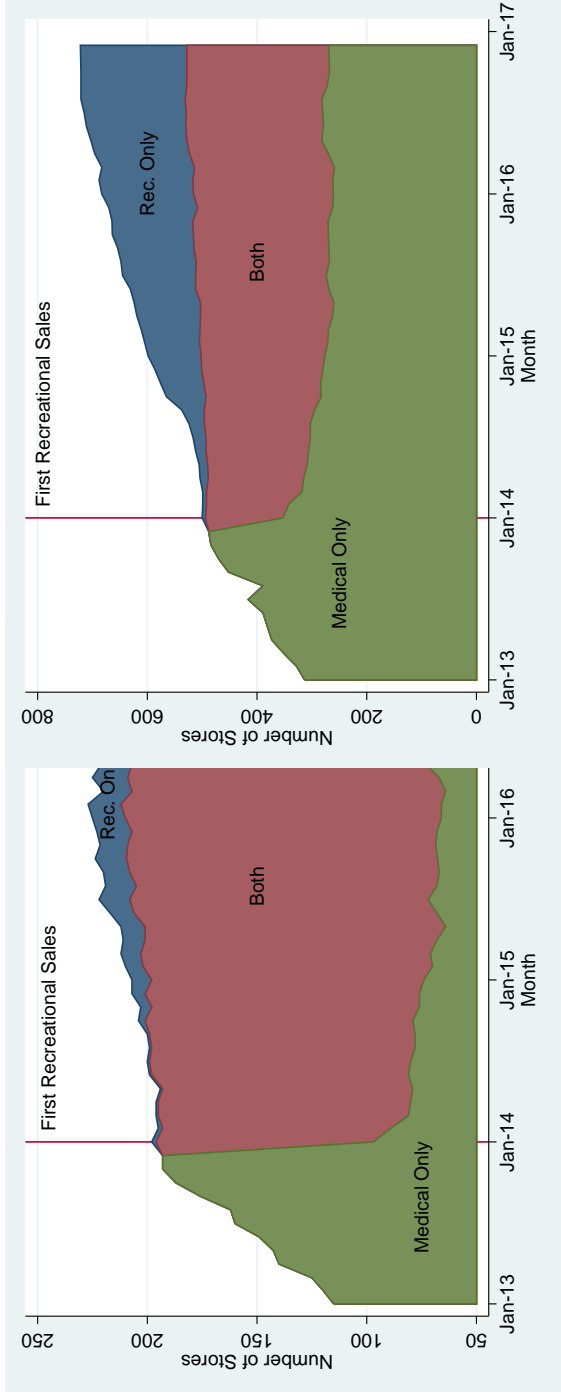 First Recreational Sales
Rec. On
Both
Medical Only
Number of Stores
250
200
150
100
50
Jan-13
Jan-14
Jan-15
Jan-16
Month
First Recreational Sales
Rec. Only
Both
Medical Only
Number of Stores
800
600
400
200
0
Jan-13
Jan-14
Jan-15
Jan-16
Jan-17
Month